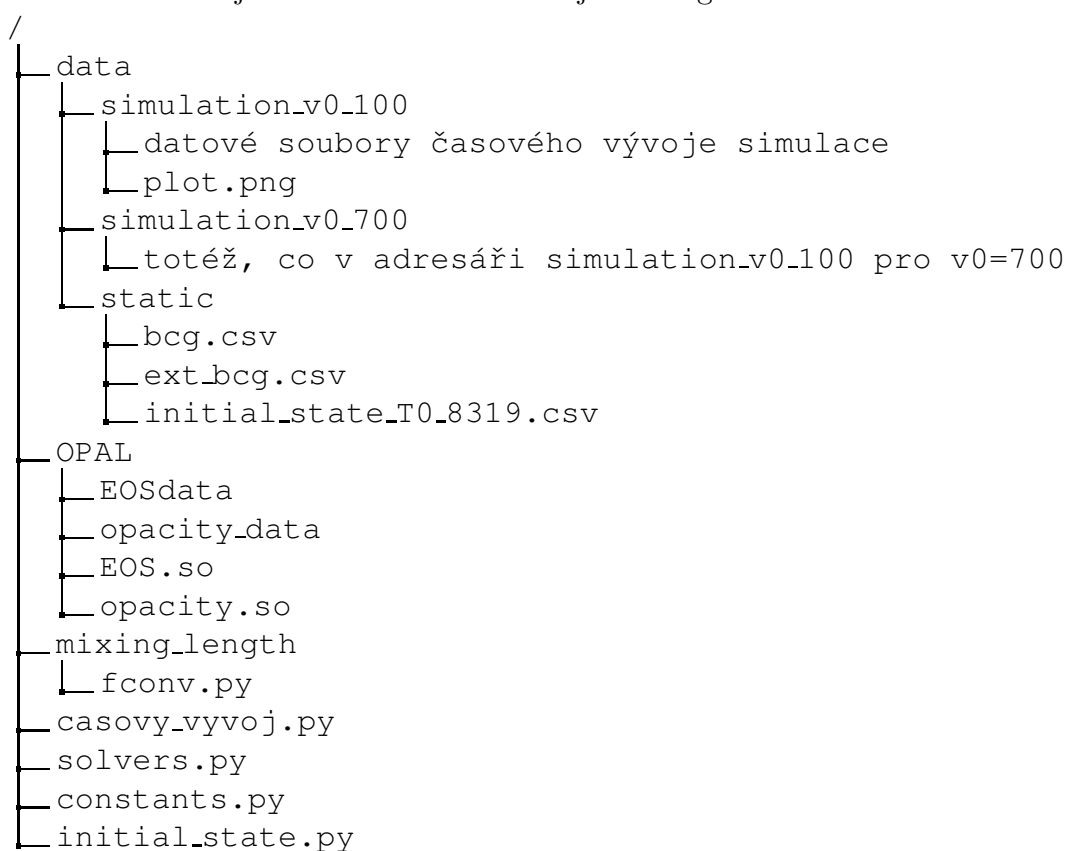 /
data
simulation_v0_100
datové soubory časového vývoje simulace
plot.png
simulation_v0_700
totéž, co v adresáři simulation_v0_100 pro v0=700
static
bcg.csv
ext_bcg.csv
initial_state_T0_8319.csv
OPAL
EOSdata
opacity_data
EOS.so
opacity.so
mixing_length
fconv.py
casovy_vyvoj.py
solvers.py
constants.py
initial_state.py